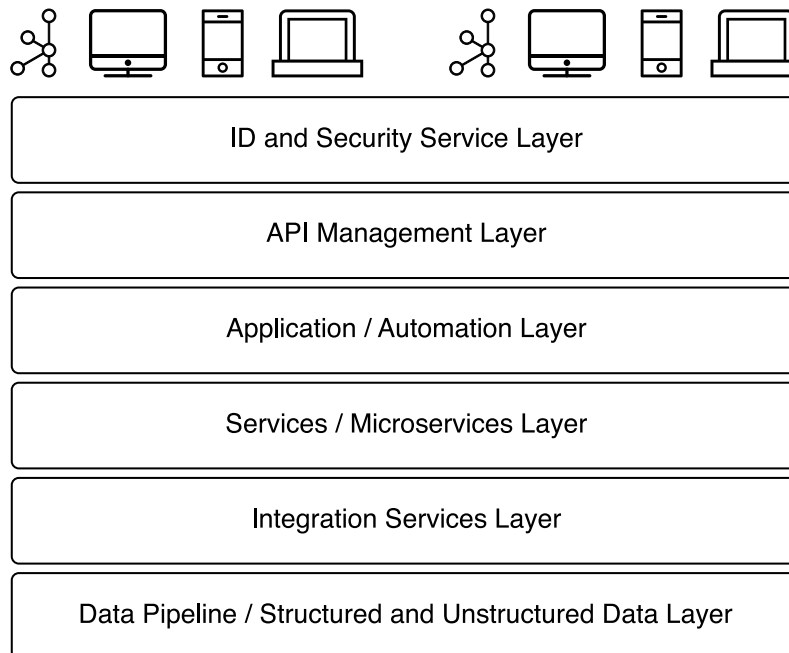 ID and Security Service Layer
API Management Layer
Application / Automation Layer
Services / Microservices Layer
Integration Services Layer
Data Pipeline / Structured and Unstructured Data Layer